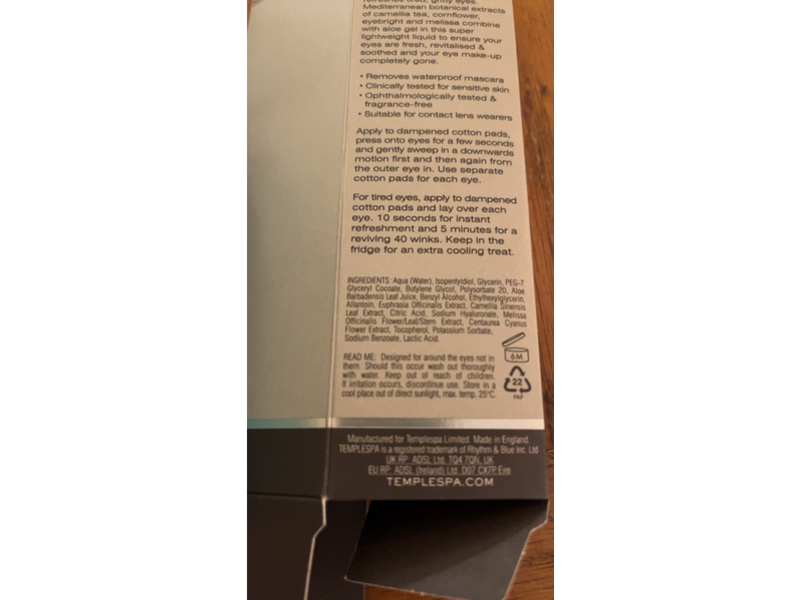 refreshes tired, gritty eyes.
Mediterranean botanical extracts
of camellia tea, cornflower,
eyebright and melissa combine
with aloe gel in this super
lightweight liquid to ensure your
eyes are fresh, revitalised &
soothed and your eye make-up
completely gone.
• Removes waterproof mascara
• Clinically tested for sensitive skin
• Ophthalmologically tested &
fragrance-free
• Suitable for contact lens wearers
Apply to dampened cotton pads,
press onto eyes for a few seconds
and gently sweep in a downwards
motion first and then again from
the outer eye in. Use separate
cotton pads for each eye.
For tired eyes, apply to dampened
cotton pads and lay over each
eye. 10 seconds for instant
refreshment and 5 minutes for a
reviving 40 winks. Keep in the
fridge for an extra cooling treat.
INGREDIENTS: Aqua (Water), Isopentyldiol, Glycerin, PEG-7
Glyceryl Cocoate, Butylene Glycol, Polysorbate 20, Aloe
Barbadensis Leaf Juice, Benzyl Alcohol, Ethylhexylglycerin,
Allantoin, Euphrasia Officinalis Extract, Camellia Sinensis
Leaf Extract, Citric Acid, Sodium Hyaluronate, Melissa
Officinalis Flower/Leaf/Stem Extract, Centaurea Cyanus
Flower Extract, Tocopherol, Potassium Sorbate,
Sodium Benzoate, Lactic Acid.
6M
READ ME: Designed for around the eyes not in
them. Should this occur wash out thoroughly
with water. Keep out of reach of children.
If irritation occurs, discontinue use. Store in a
cool place out of direct sunlight, max. temp. 25°C.
22
PAP
Manufactured for Templespa Limited. Made in England.
TEMPLESPA is a registered trademark of Rhythm & Blue Inc. Ltd
UK RP: ADSL Ltd. TQ4 7QN, UK
EU RP: ADSL (Ireland) Ltd. D07 CX7P. Eire
TEMPLESPA.COM